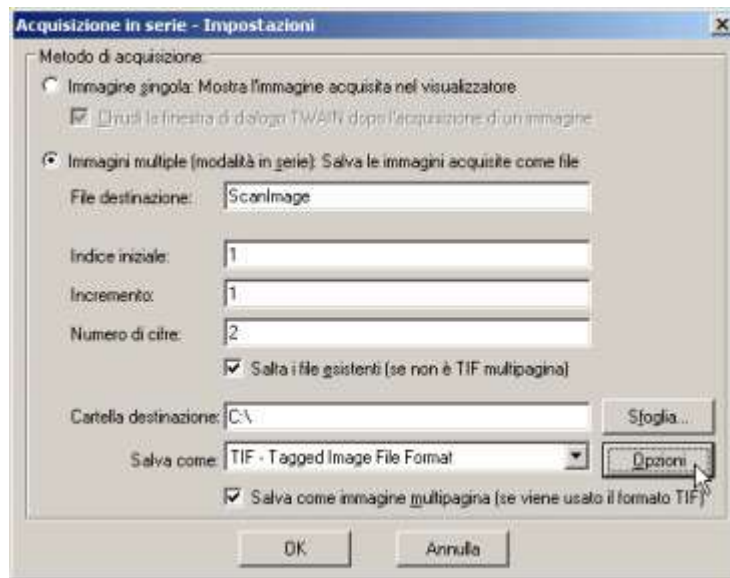 Acquisizione in serie - Impostazioni
Metodo di acquisizione:
Immagine singola: Mostra l'immagine acquisita nel visualizzatore
Chiudi la finestra di dialogo TWAIN dopo l'acquisizione di un immagine
Immagini multiple (modalità in serie): Salva le immagini acquisite come file
File destinazione: ScanImage
Indice iniziale: 1
Incremento: 1
Numero di cifre: 2
Salta i file esistenti (se non è TIF multipagina)
Cartella destinazione: C:\ Sfoglia...
Salva come: TIF - Tagged Image File Format Opzioni
Salva come immagine multipagina (se viene usato il formato TIF)
OK Annulla